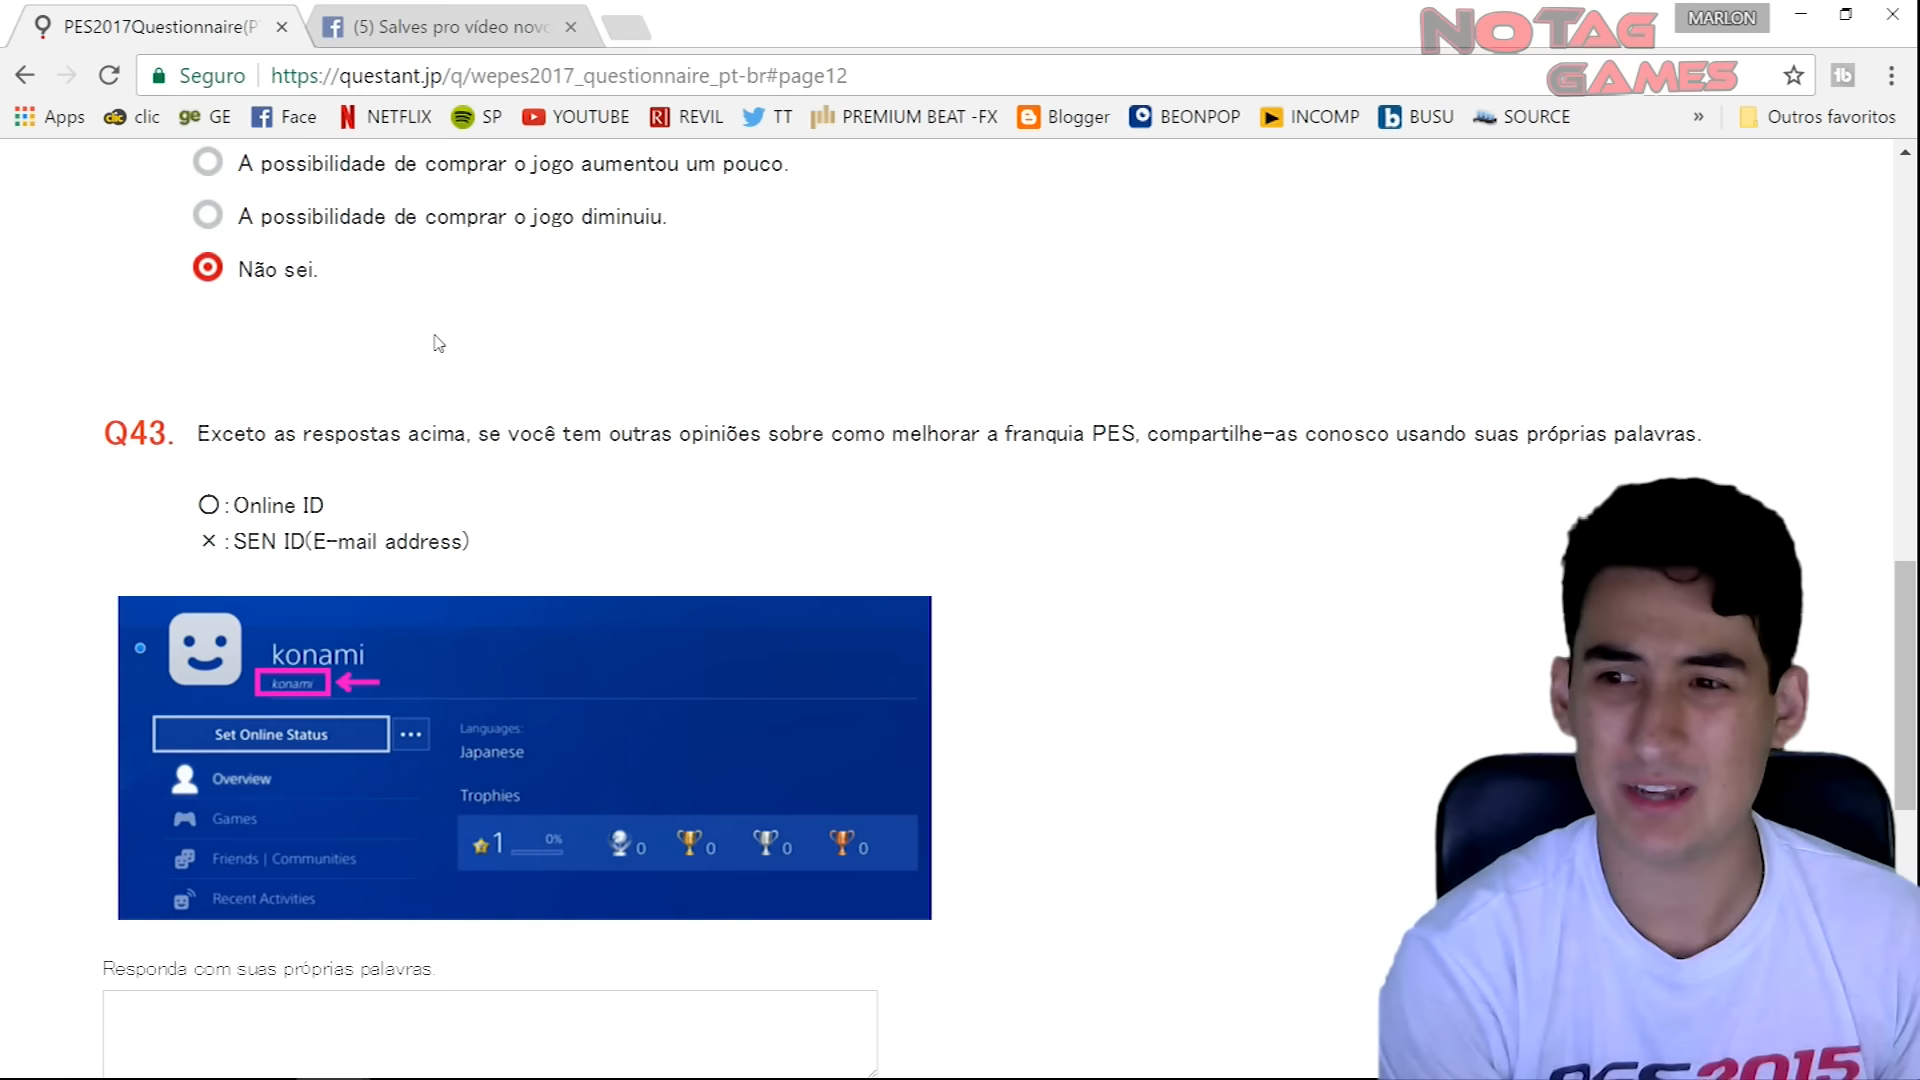 PES2017Questionnaire(P
(5) Salves pro vídeo novo
NOTAG
GAMES
MARLON
Seguro
https://questant.jp/q/wepes2017_questionnaire_pt-br#page12
Apps
clic
GE
Face
NETFLIX
SP
YOUTUBE
REVIL
TT
PREMIUM BEAT -FX
Blogger
BEONPOP
INCOMP
BUSU
SOURCE
»
Outros favoritos
A possibilidade de comprar o jogo aumentou um pouco.
A possibilidade de comprar o jogo diminuiu.
Não sei.
Q43. Exceto as respostas acima, se você tem outras opiniões sobre como melhorar a franquia PES, compartilhe-as conosco usando suas próprias palavras.
○ : Online ID
× : SEN ID(E-mail address)
konami
konami
Set Online Status
•••
Overview
Games
Friends | Communities
Recent Activities
Languages:
Japanese
Trophies
1 0% 0 0 0 0
Responda com suas próprias palavras.
PES2015